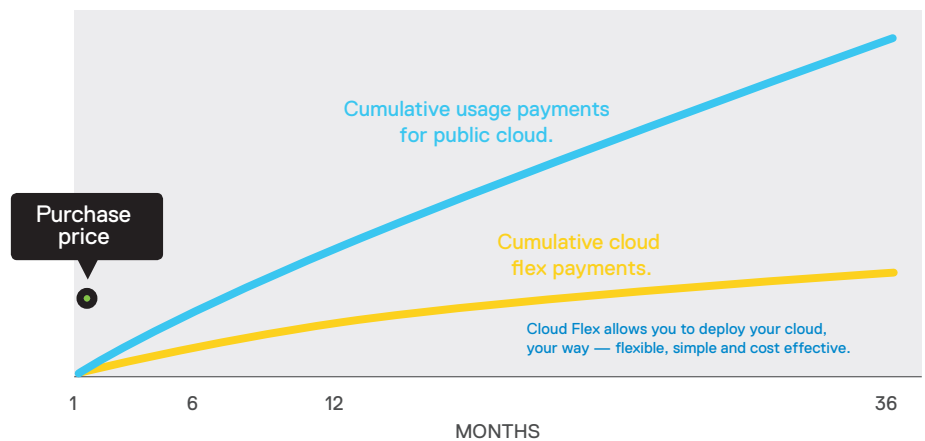 Cumulative usage payments
for public cloud.
Purchase
price
Cumulative cloud
flex payments.
Cloud Flex allows you to deploy your cloud,
your way — flexible, simple and cost effective.
1 6 12 36
MONTHS